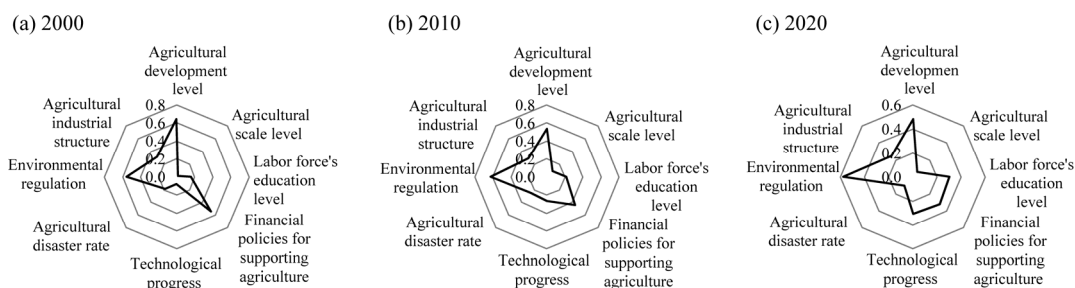 (a) 2000
Agricultural
development
level
0.8
0.6
0.4
0.2
0.0
Agricultural
scale level
Labor force's
education
level
Financial
policies for
supporting
agriculture
Technological
progress
Agricultural
disaster rate
Environmental
regulation
Agricultural
industrial
structure
(b) 2010
Agricultural
development
level
0.8
0.6
0.4
0.2
0.0
Agricultural
scale level
Labor force's
education
level
Financial
policies for
supporting
agriculture
Technological
progress
Agricultural
disaster rate
Environmental
regulation
Agricultural
industrial
structure
(c) 2020
Agricultural
developmen
level
0.6
0.4
0.2
0.0
Agricultural
scale level
Labor force's
education
level
Financial
policies for
supporting
agriculture
Technological
progress
Agricultural
disaster rate
Environmental
regulation
Agricultural
industrial
structure